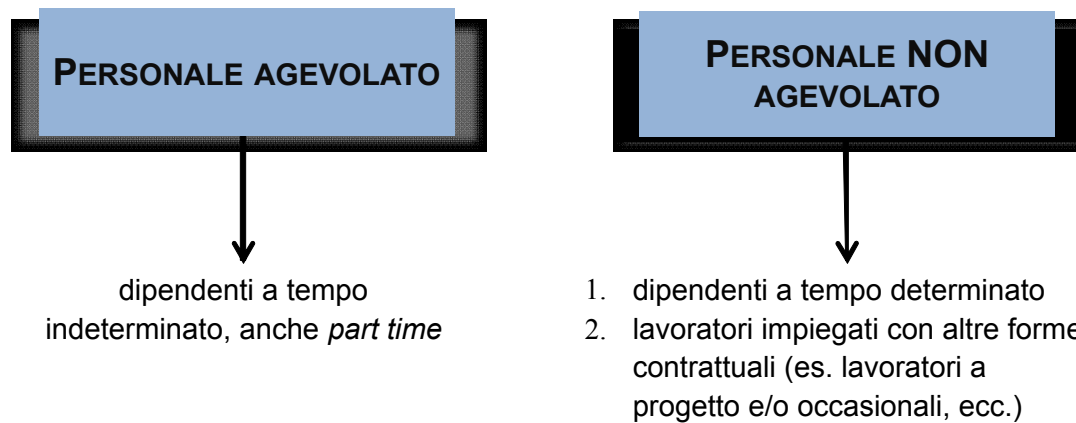 PERSONALE AGEVOLATO
dipendenti a tempo
indeterminato, anche part time
PERSONALE NON
AGEVOLATO
1. dipendenti a tempo determinato
2. lavoratori impiegati con altre forme
contrattuali (es. lavoratori a
progetto e/o occasionali, ecc.)